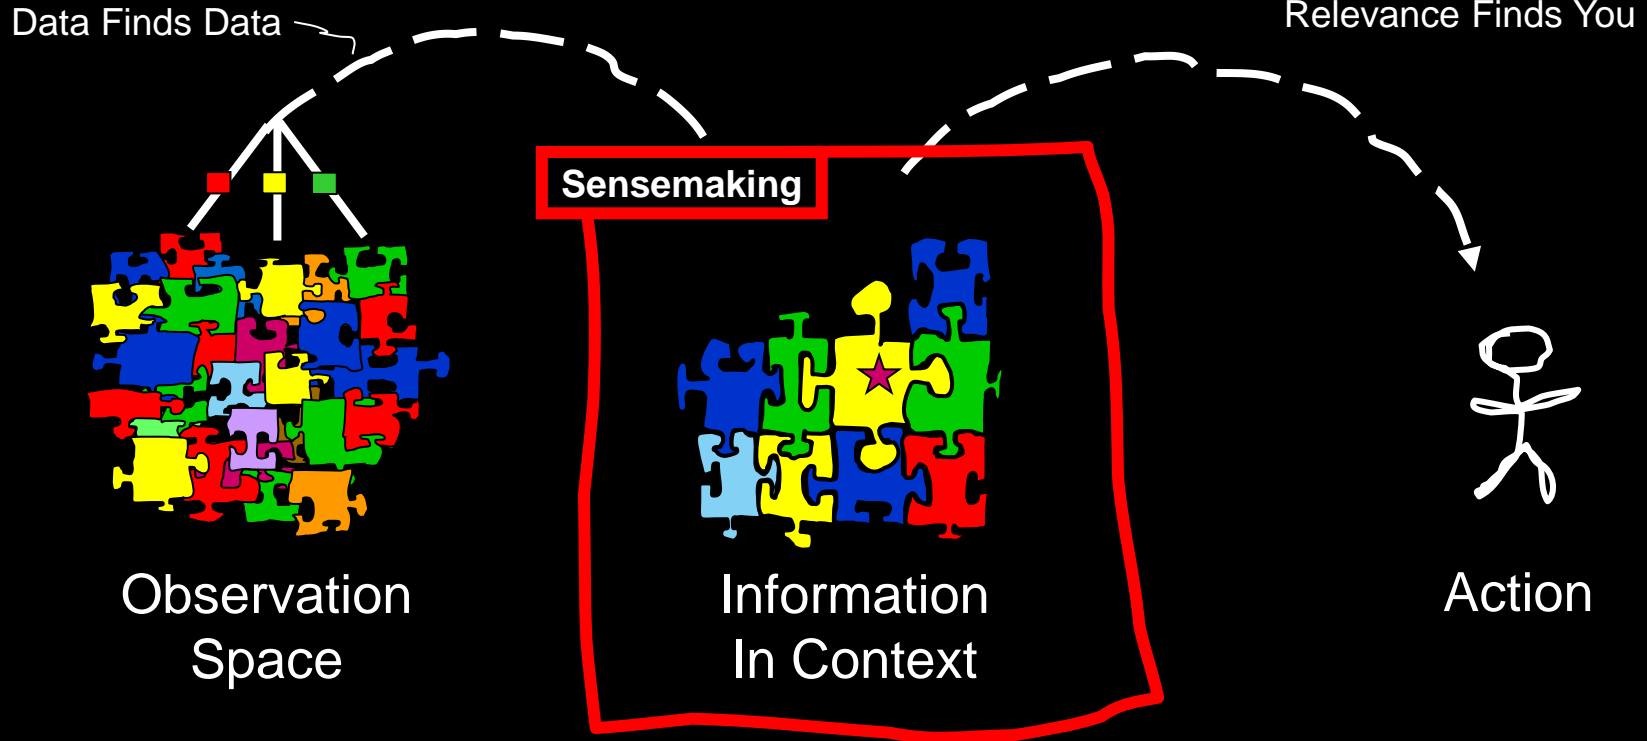 Data Finds Data
Relevance Finds You
Sensemaking
Observation
Space
Information
In Context
Action